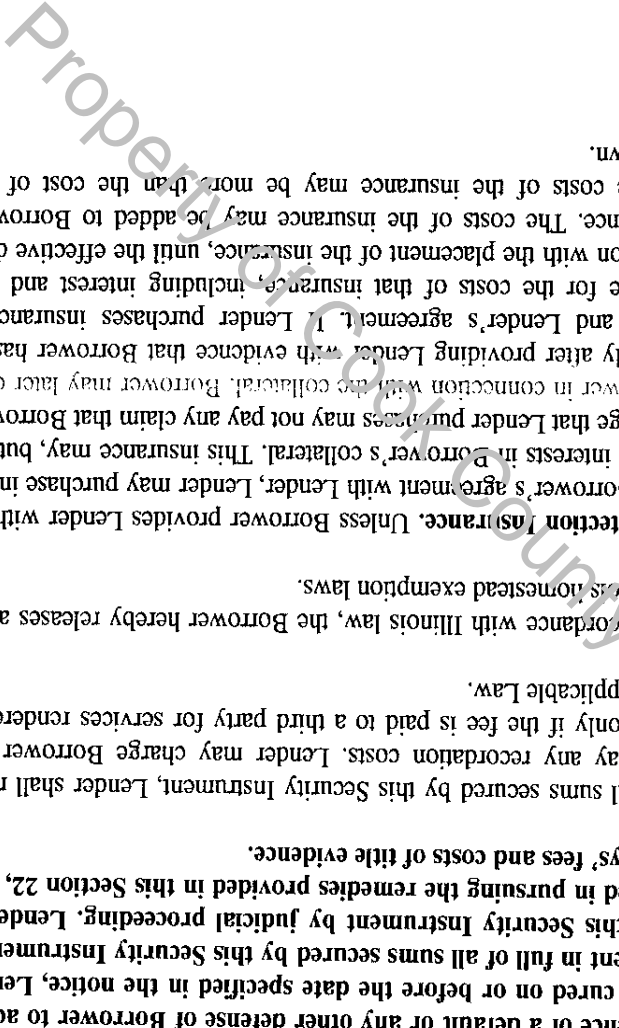 nce of a default or any other defense of Borrower to ac
cured on or before the date specified in the notice, Len
ent in full of all sums secured by this Security Instrumen
his Security Instrument by judicial proceeding. Lende
ed in pursuing the remedies provided in this Section 22,
ys' fees and costs of title evidence.
l sums secured by this Security Instrument, Lender shall r
ay any recordation costs. Lender may charge Borrower
only if the fee is paid to a third party for services rendere
pplicable Law.
cordance with Illinois law, the Borrower hereby releases a
ois homestead exemption laws.
tection Insurance. Unless Borrower provides Lender with
orrower's agreement with Lender, Lender may purchase in
interests in Borrower's collateral. This insurance may, but
ge that Lender purchases may not pay any claim that Borrow
wer in connection with the collateral. Borrower may later c
ly after providing Lender with evidence that Borrower has
and Lender's agreement. If Lender purchases insuranc
e for the costs of that insurance, including interest and
on with the placement of the insurance, until the effective d
nce. The costs of the insurance may be added to Borrow
costs of the insurance may be more than the cost of
wn.
Property of Cook County